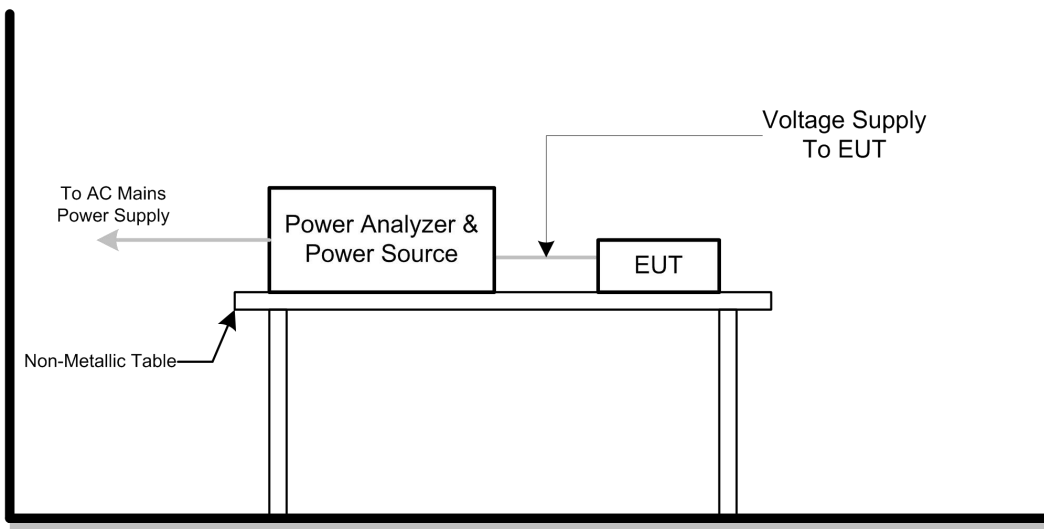 Voltage Supply
To EUT
To AC Mains
Power Supply
Power Analyzer &
Power Source
EUT
Non-Metallic Table